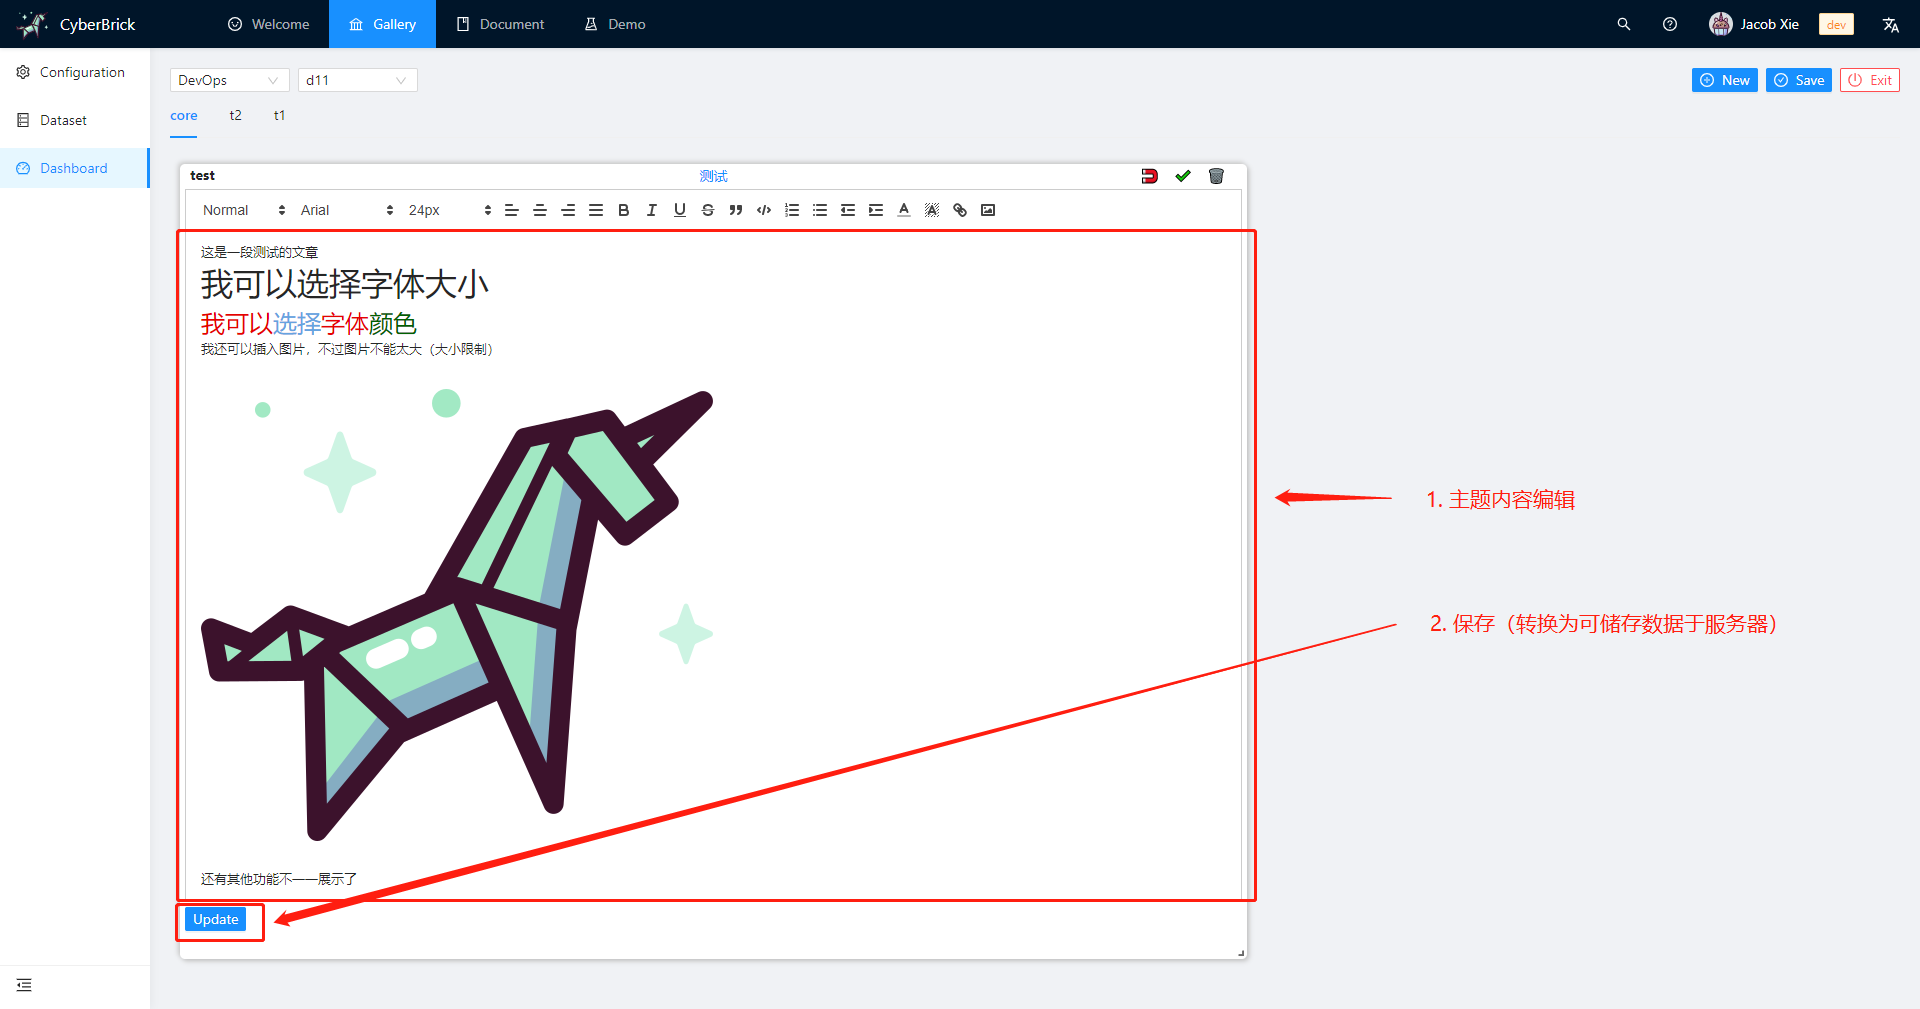 CyberBrick
Welcome
Gallery
Document
Demo
Jacob Xie
dev
Configuration
Dataset
Dashboard
DevOps
d11
New
Save
Exit
core
t2
t1
test
测试
Normal
Arial
24px
这是一段测试的文章
我可以选择字体大小
我可以选择字体颜色
我还可以插入图片，不过图片不能太大（大小限制）
1. 主题内容编辑
2. 保存（转换为可储存数据于服务器）
还有其他功能不一一展示了
Update